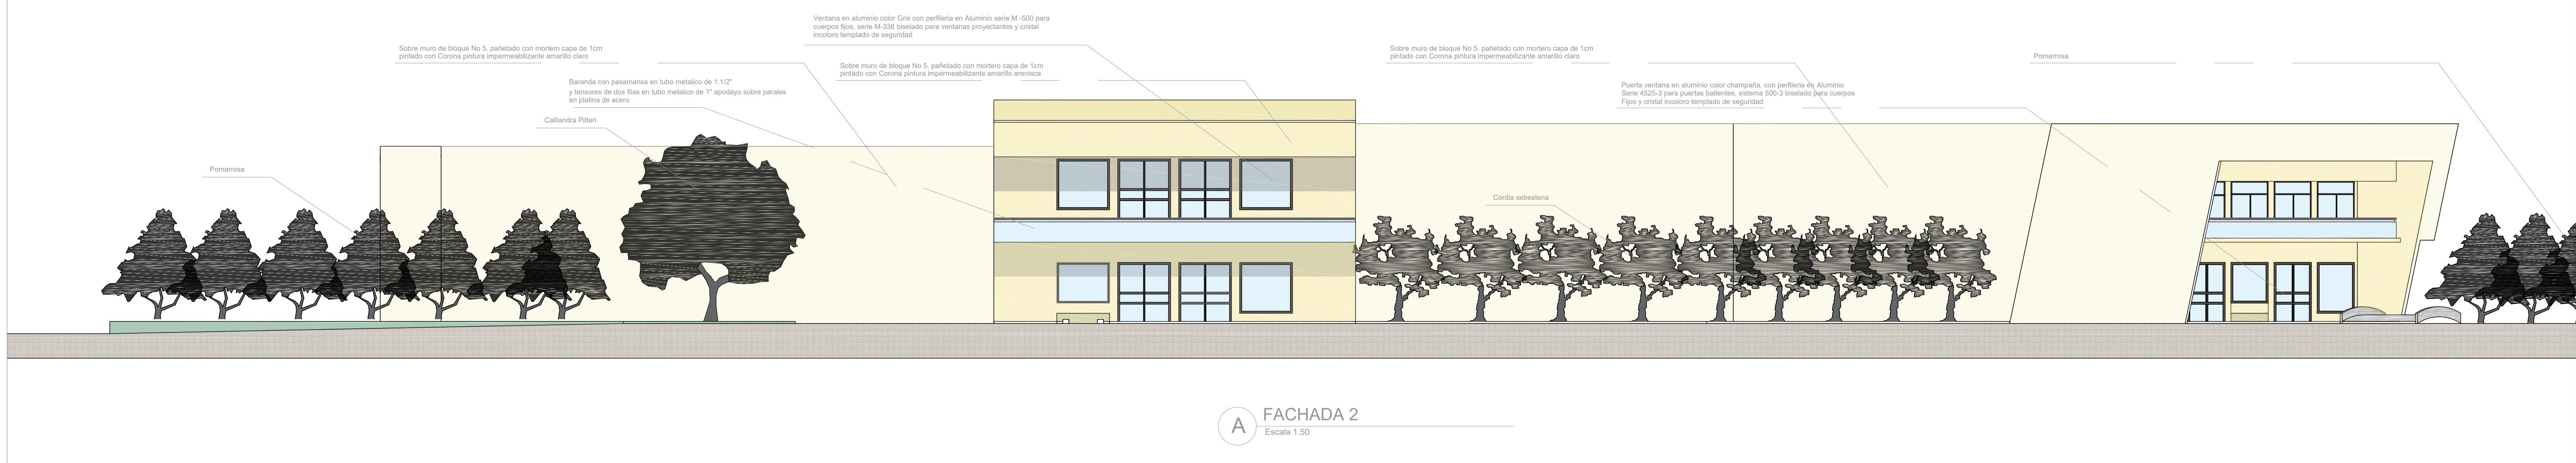 Ventana en aluminio color Gris con perfileria en Aluminio serie M -500 para
cuerpos fijos, serie M-338 biselado para ventanas proyectantes y cristal
incoloro templado de seguridad
Sobre muro de bloque No 5. pañetado con mortero capa de 1cm
pintado con Corona pintura impermeabilizante amarillo claro
Sobre muro de bloque No 5. pañetado con mortero capa de 1cm
pintado con Corona pintura impermeabilizante amarillo arenisca
Baranda con pasamanos en tubo metalico de 1.1/2"
y tensores de dos filas en tubo metalico de 1" apodayo sobre parales
en platina de acero
Calliandra Pitteri
Pomarrosa
Sobre muro de bloque No 5. pañetado con mortero capa de 1cm
pintado con Corona pintura impermeabilizante amarillo claro
Pomarrosa
Puerta ventana en aluminio color champaña, con perfileria en Aluminio
Serie 4525-3 para puertas batientes, sistema 500-3 biselado para cuerpos
Fijos y cristal incoloro templado de seguridad
Cordia sebestena
A
FACHADA 2
Escala 1.50